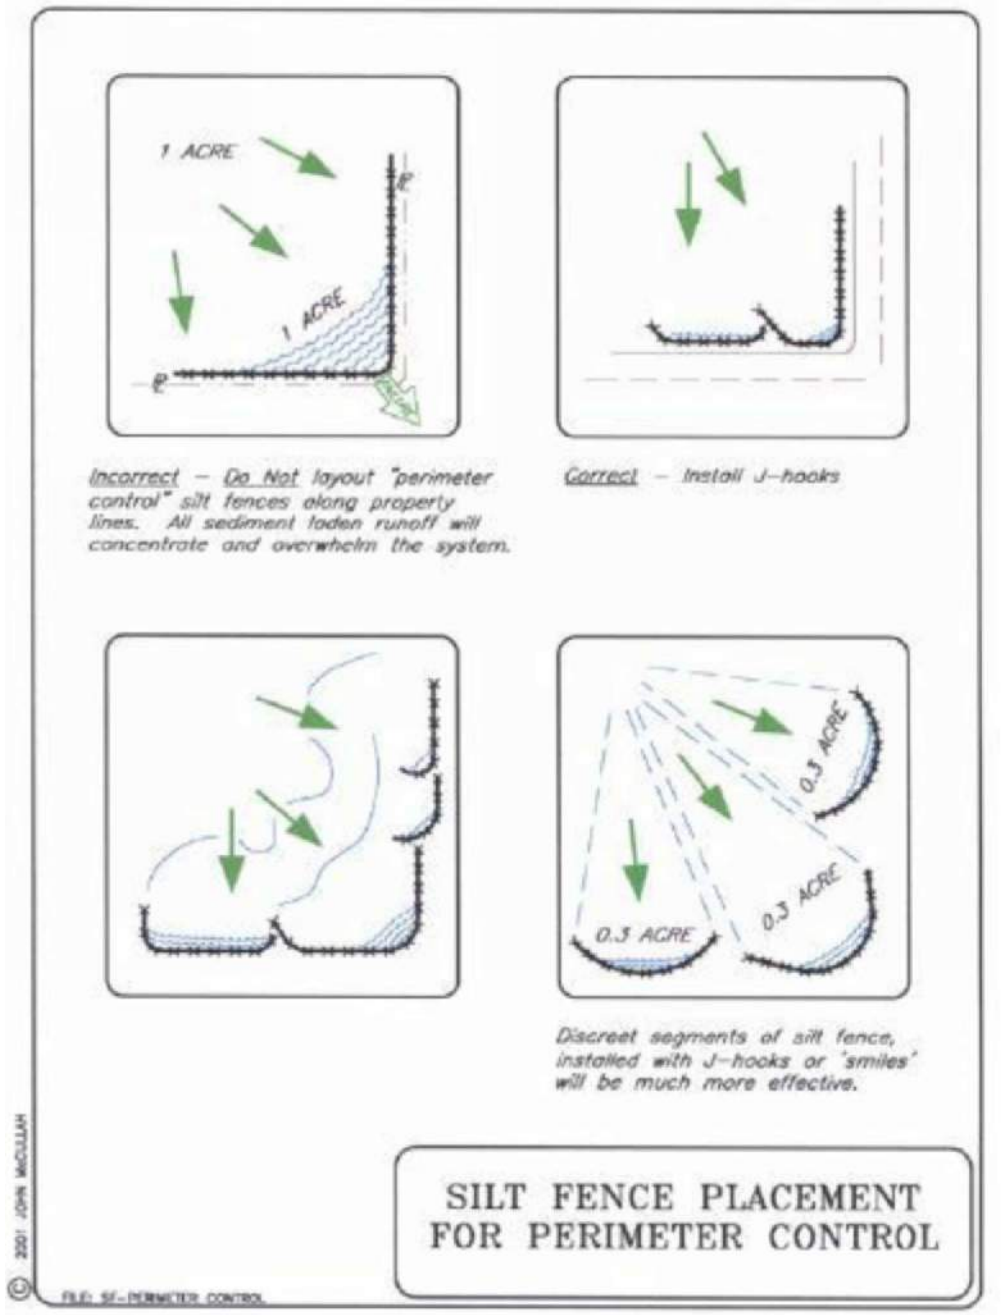 1 ACRE
PL
1 ACRE
PL
Incorrect - Do Not layout "perimeter
control" silt fences along property
lines. All sediment laden runoff will
concentrate and overwhelm the system.
Correct - Install J-hooks
0.3 ACRE
0.3 ACRE
0.3 ACRE
Discreet segments of silt fence,
installed with J-hooks or 'smiles'
will be much more effective.
SILT FENCE PLACEMENT
FOR PERIMETER CONTROL
© 2001 JOHN McCULLAH
FILE: SF-PERIMETER CONTROL